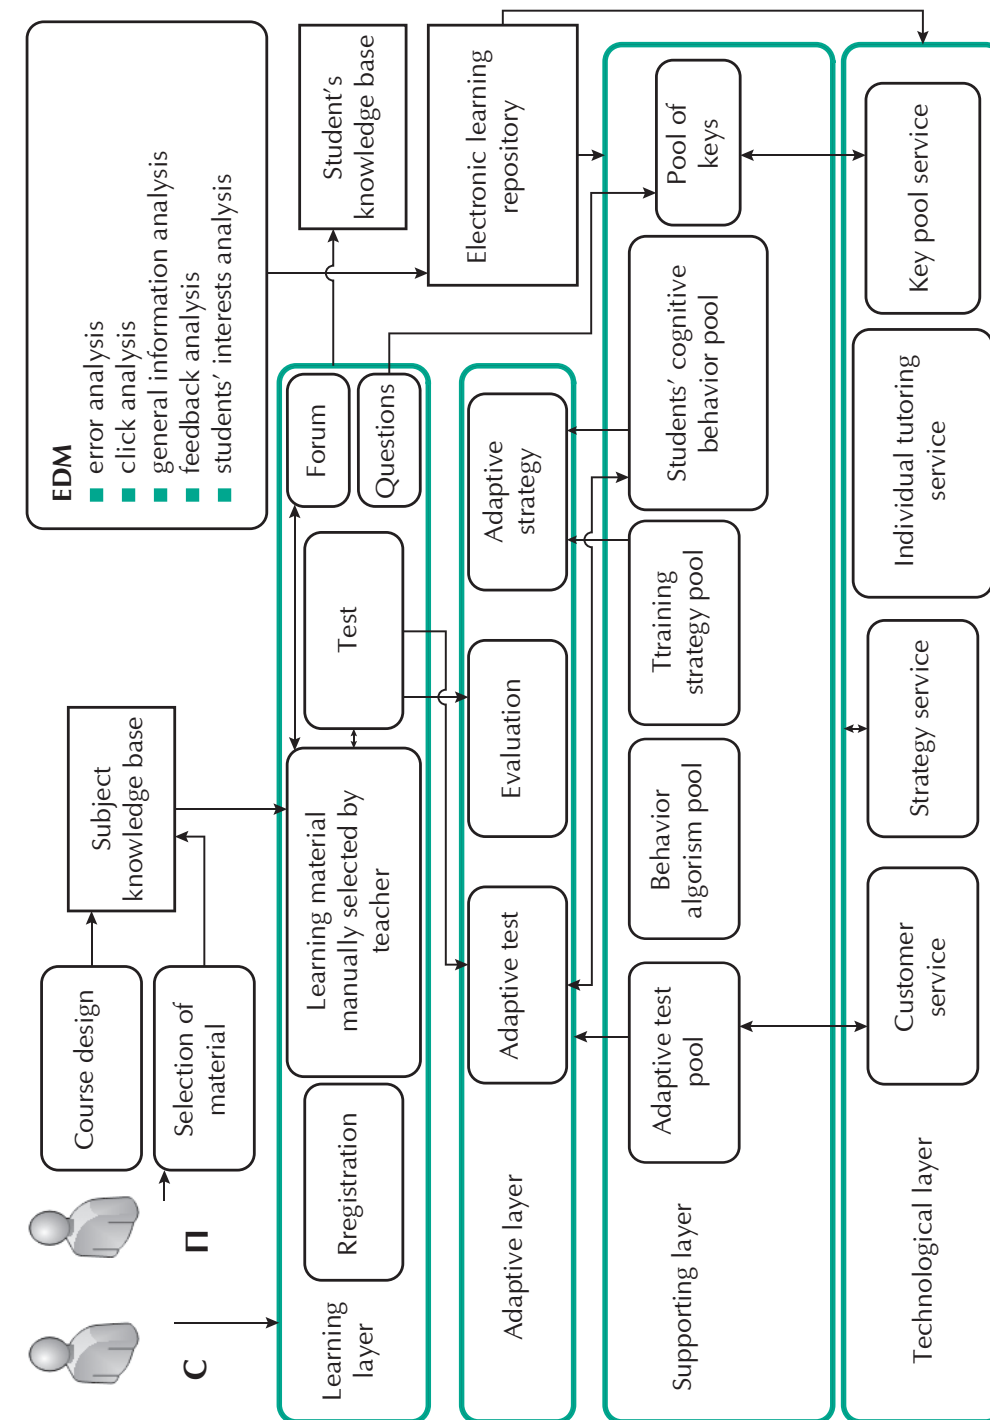 EDM
error analysis
click analysis
general information analysis
feedback analysis
students’ interests analysis
C
П
Course design
Selection of
material
Subject
knowledge base
Student’s
knowledge base
Electronic learning
repository
Learning
layer
Rregistration
Learning material
manually selected by
teacher
Test
Forum
Questions
Adaptive layer
Adaptive test
Evaluation
Adaptive
strategy
Supporting layer
Adaptive test
pool
Behavior
algorism pool
Ttraining
strategy pool
Students’ cognitive
behavior pool
Pool of
keys
Technological layer
Customer
service
Strategy service
Individual tutoring
service
Key pool service